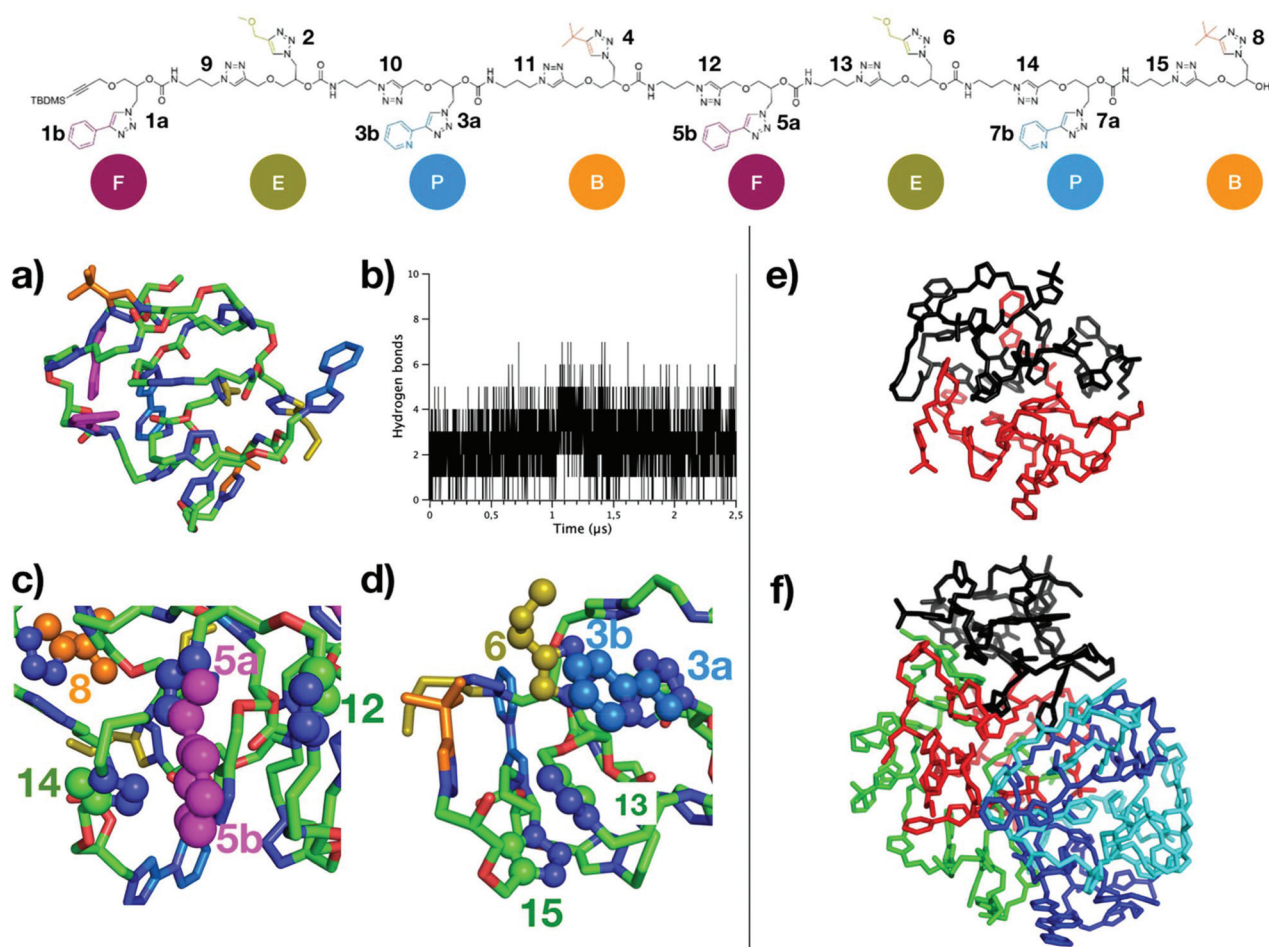 2 4 6 8
9 10 11 12 13 14 15
TBDMS
OH
1b 1a 3b 3a 5b 5a 7b 7a
F E P B F E P B
a)
b)
Hydrogen bonds
10
8
6
4
2
0
0 0,5 1 1,5 2 2,5
Time (µs)
c)
8
5a
12
14
5b
d)
6
3b
3a
13
15
e)
f)